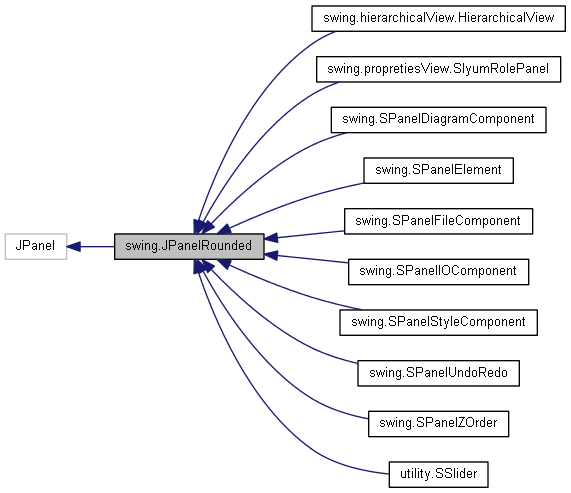 swing.hierarchicalView.HierarchicalView
swing.propretiesView.SlyumRolePanel
swing.SPanelDiagramComponent
swing.SPanelElement
swing.SPanelFileComponent
JPanel
swing.JPanelRounded
swing.SPanelIOComponent
swing.SPanelStyleComponent
swing.SPanelUndoRedo
swing.SPanelZOrder
utility.SSlider